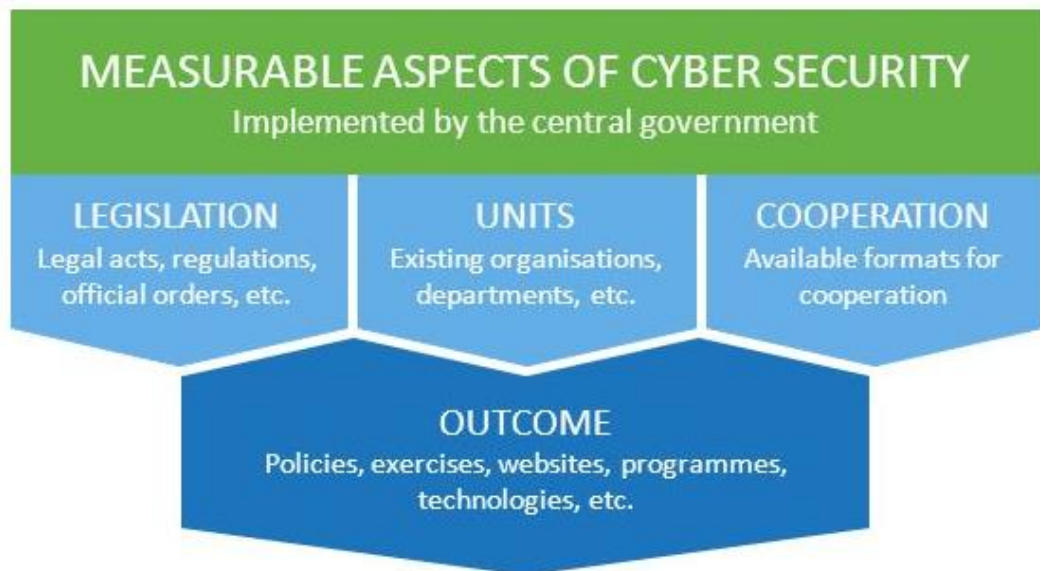 MEASURABLE ASPECTS OF CYBER SECURITY
Implemented by the central government
LEGISLATION
Legal acts, regulations,
official orders, etc.
UNITS
Existing organisations,
departments, etc.
COOPERATION
Available formats for
cooperation
OUTCOME
Policies, exercises, websites, programmes,
technologies, etc.